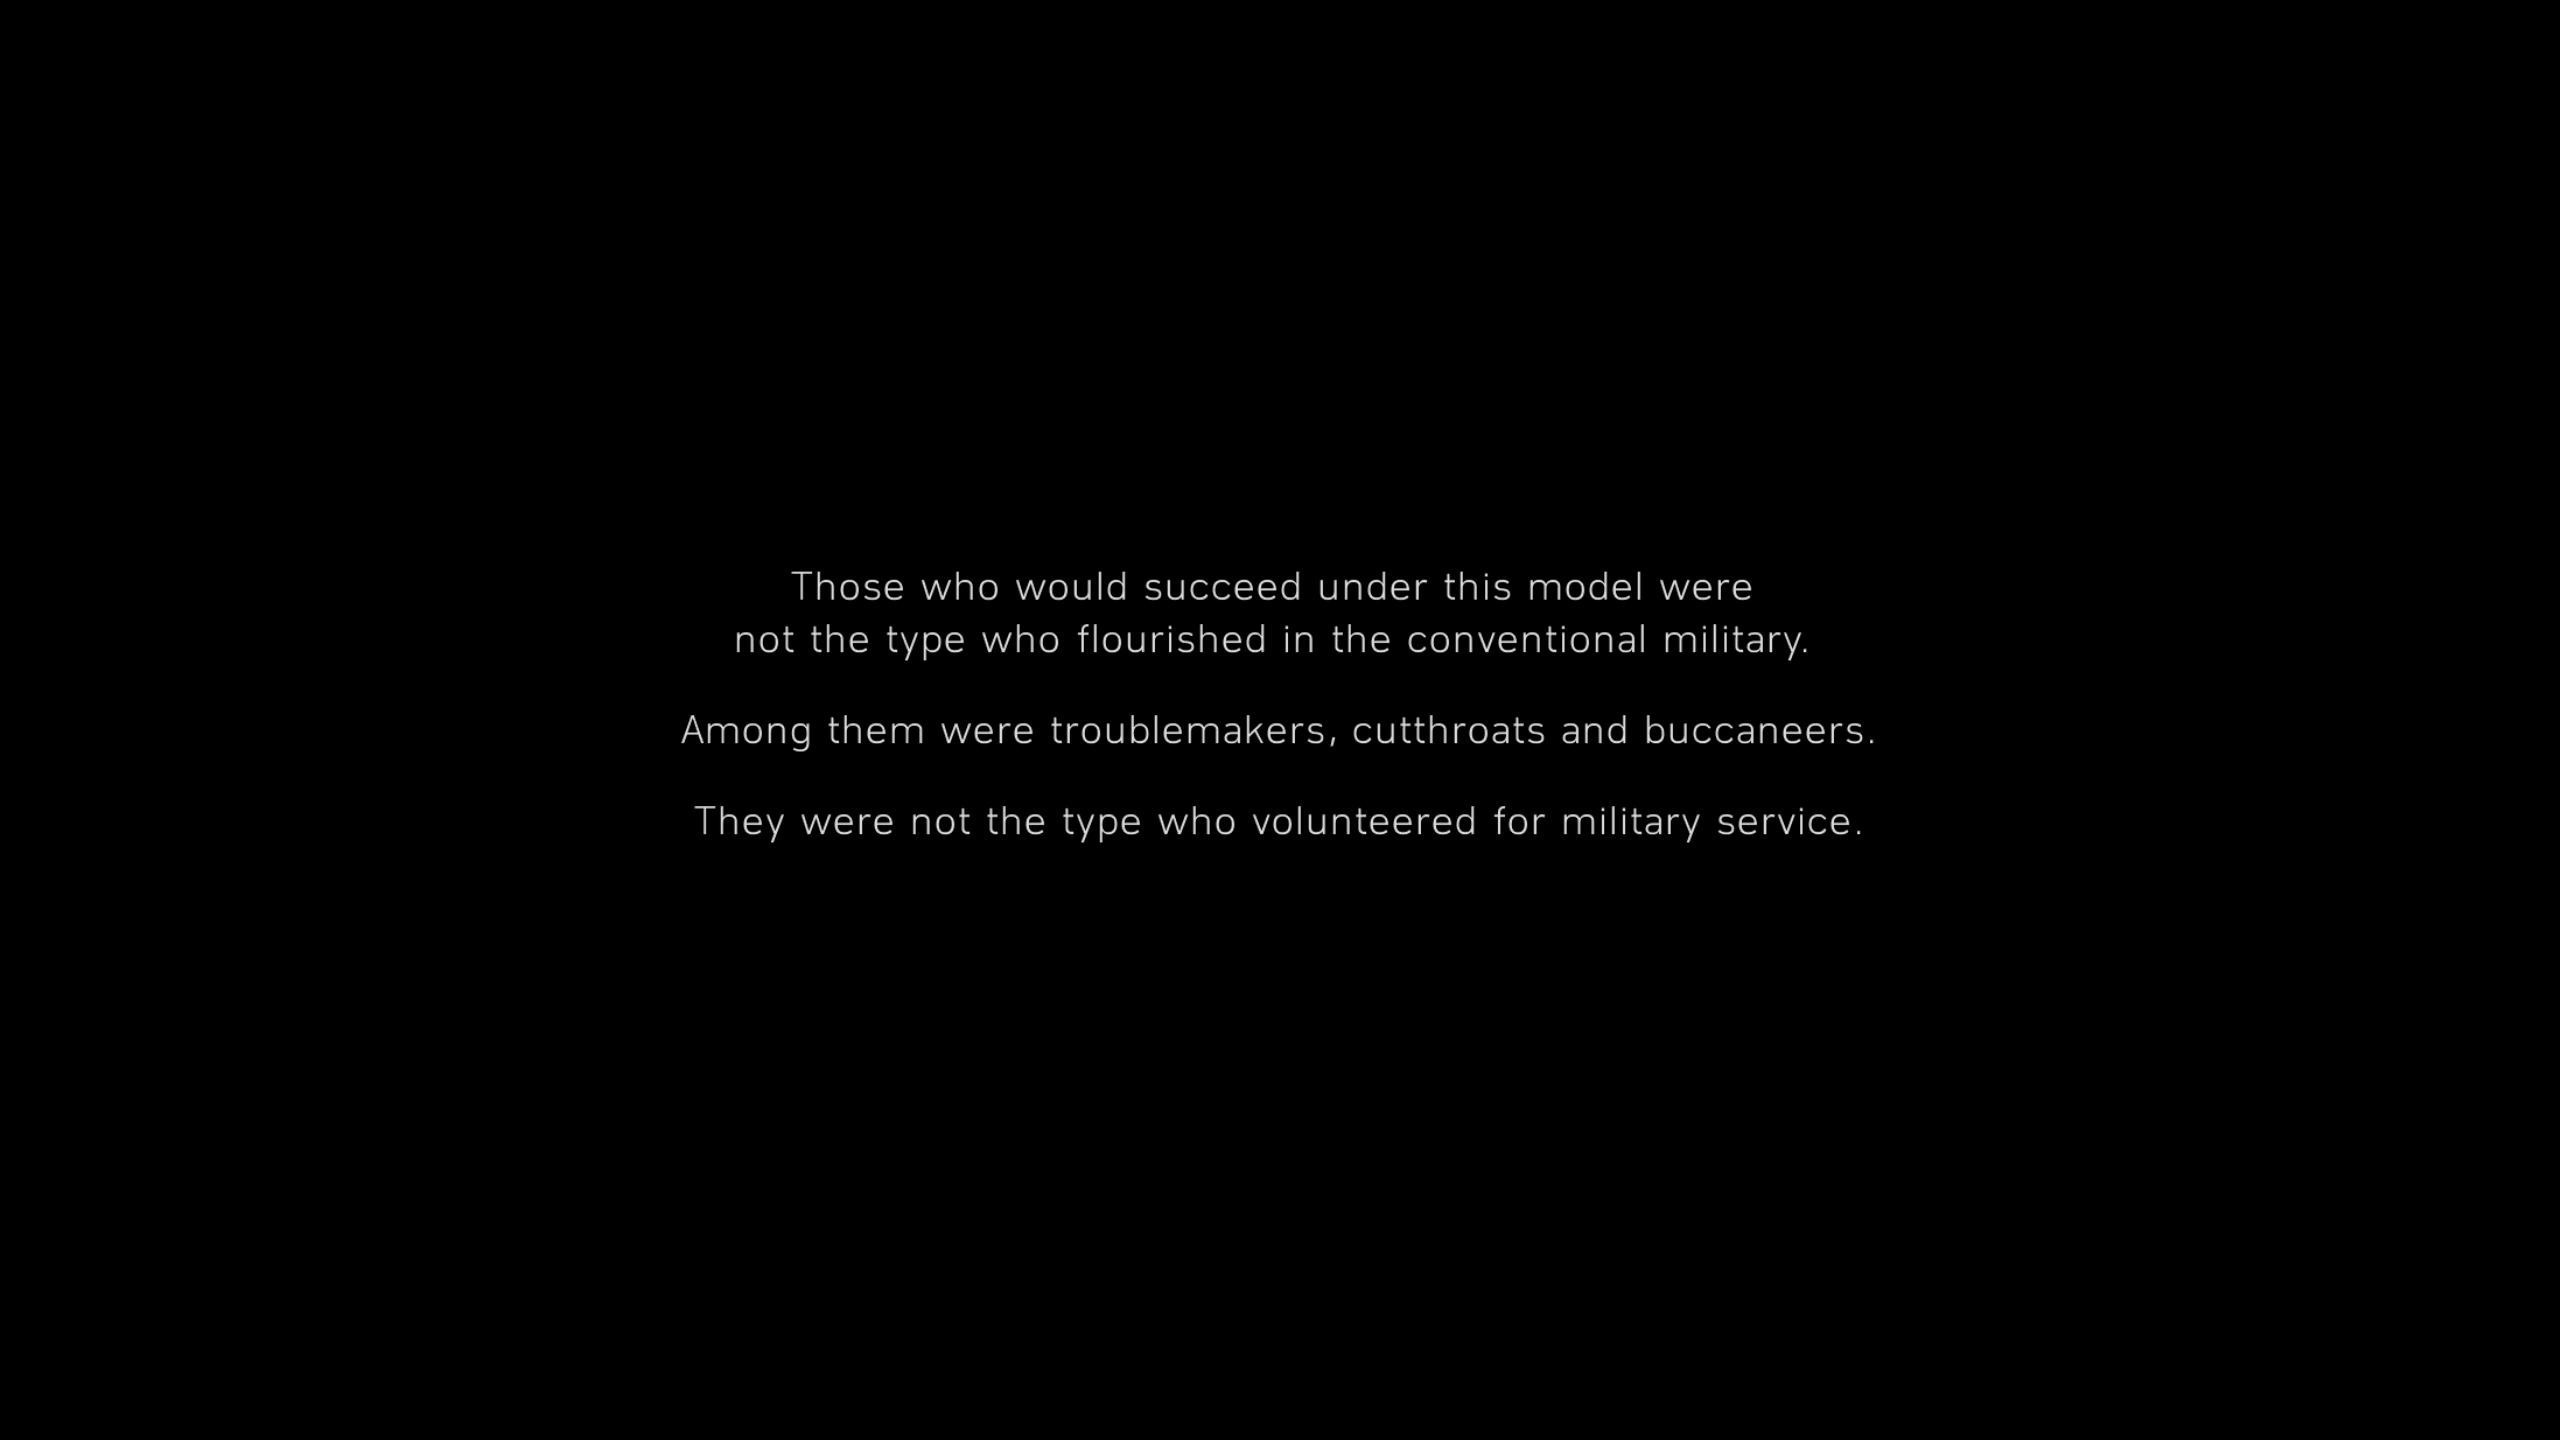 Those who would succeed under this model were
not the type who flourished in the conventional military.
Among them were troublemakers, cutthroats and buccaneers.
They were not the type who volunteered for military service.